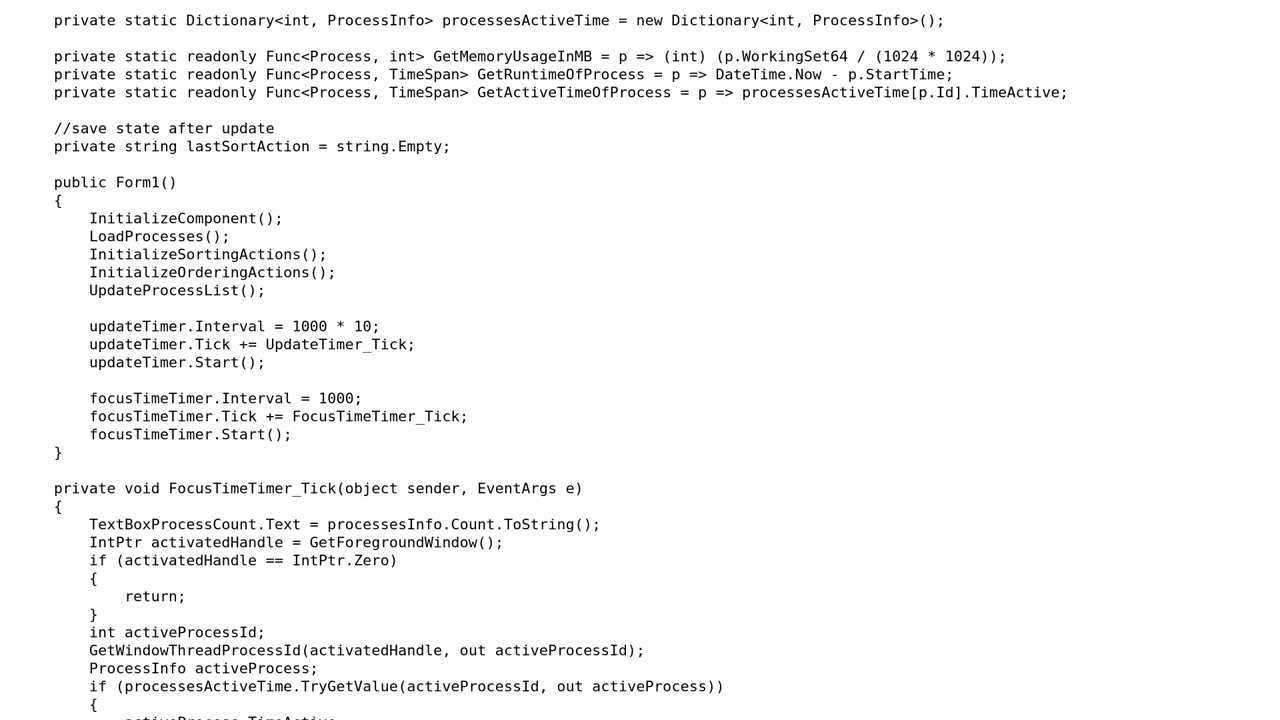 private static Dictionary<int, ProcessInfo> processesActiveTime = new Dictionary<int, ProcessInfo>();
private static readonly Func<Process, int> GetMemoryUsageInMB = p => (int) (p.WorkingSet64 / (1024 * 1024));
private static readonly Func<Process, TimeSpan> GetRuntimeOfProcess = p => DateTime.Now - p.StartTime;
private static readonly Func<Process, TimeSpan> GetActiveTimeOfProcess = p => processesActiveTime[p.Id].TimeActive;
//save state after update
private string lastSortAction = string.Empty;
public Form1()
{
InitializeComponent();
LoadProcesses();
InitializeSortingActions();
InitializeOrderingActions();
UpdateProcessList();
updateTimer.Interval = 1000 * 10;
updateTimer.Tick += UpdateTimer_Tick;
updateTimer.Start();
focusTimeTimer.Interval = 1000;
focusTimeTimer.Tick += FocusTimeTimer_Tick;
focusTimeTimer.Start();
}
private void FocusTimeTimer_Tick(object sender, EventArgs e)
{
TextBoxProcessCount.Text = processesInfo.Count.ToString();
IntPtr activatedHandle = GetForegroundWindow();
if (activatedHandle == IntPtr.Zero)
{
return;
}
int activeProcessId;
GetWindowThreadProcessId(activatedHandle, out activeProcessId);
ProcessInfo activeProcess;
if (processesActiveTime.TryGetValue(activeProcessId, out activeProcess))
{